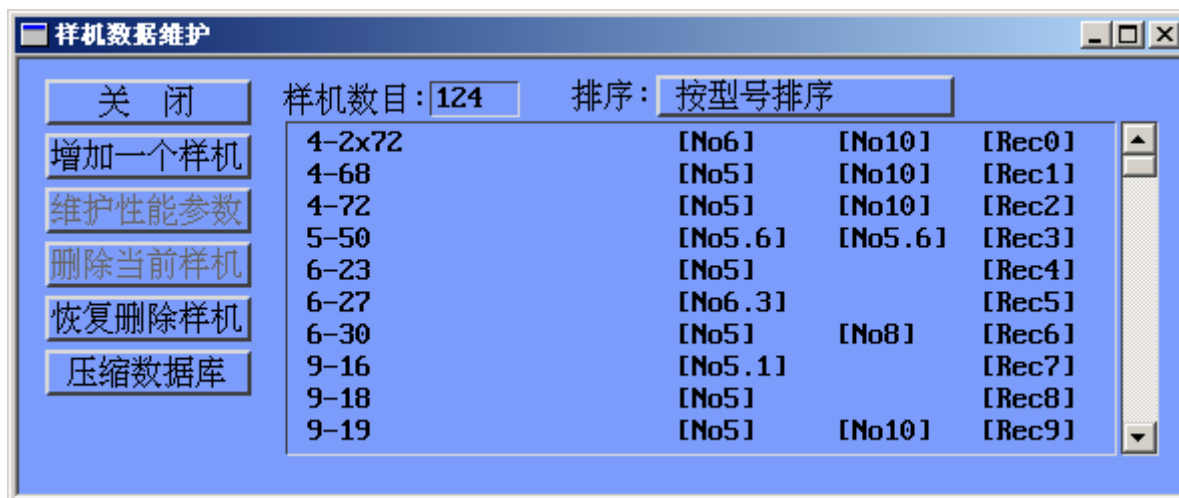 样机数据维护
关 闭
增加一个样机
维护性能参数
删除当前样机
恢复删除样机
压缩数据库
样机数目:124 排序: 按型号排序
4-2x72 [No6] [No10] [Rec0]
4-68 [No5] [No10] [Rec1]
4-72 [No5] [No10] [Rec2]
5-50 [No5.6] [No5.6] [Rec3]
6-23 [No5] [Rec4]
6-27 [No6.3] [Rec5]
6-30 [No5] [No8] [Rec6]
9-16 [No5.1] [Rec7]
9-18 [No5] [Rec8]
9-19 [No5] [No10] [Rec9]